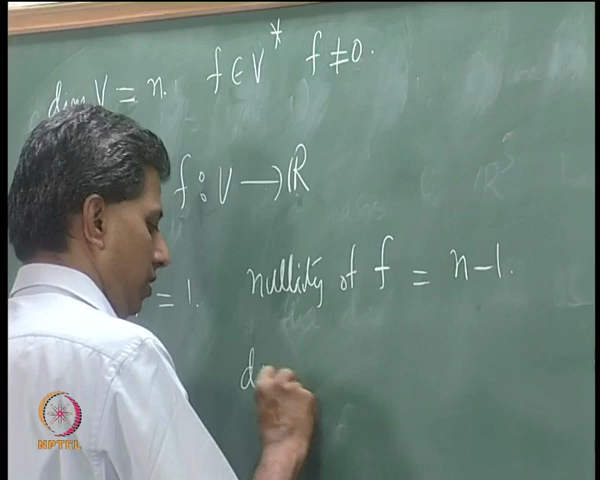 dim V = n. f ∈ V* f ≠ 0.
f : V → ℝ
= 1. nullity of f = n - 1.
d
NPTEL